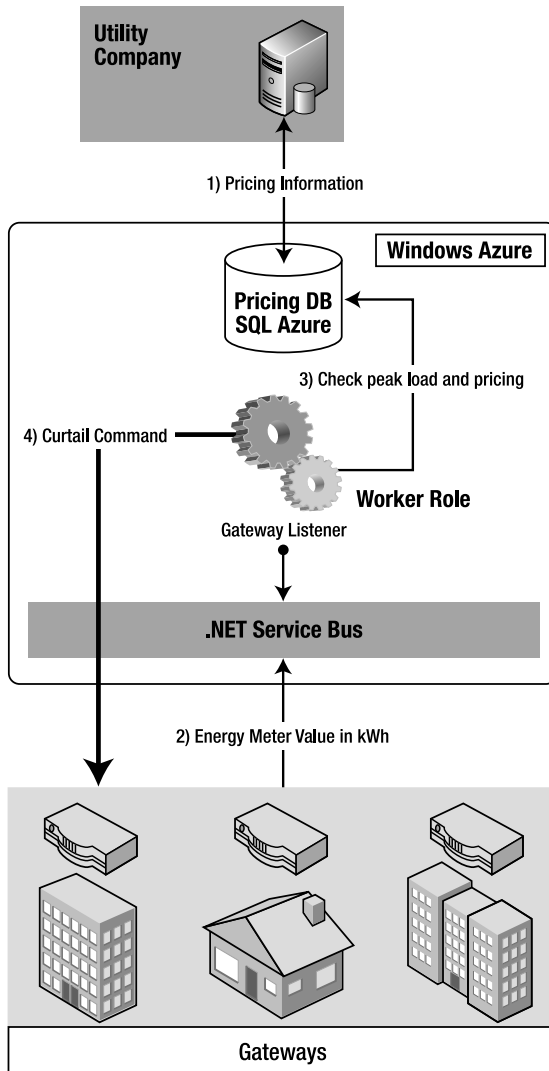 Utility
Company
1) Pricing Information
Windows Azure
Pricing DB
SQL Azure
3) Check peak load and pricing
4) Curtail Command
Worker Role
Gateway Listener
.NET Service Bus
2) Energy Meter Value in kWh
Gateways